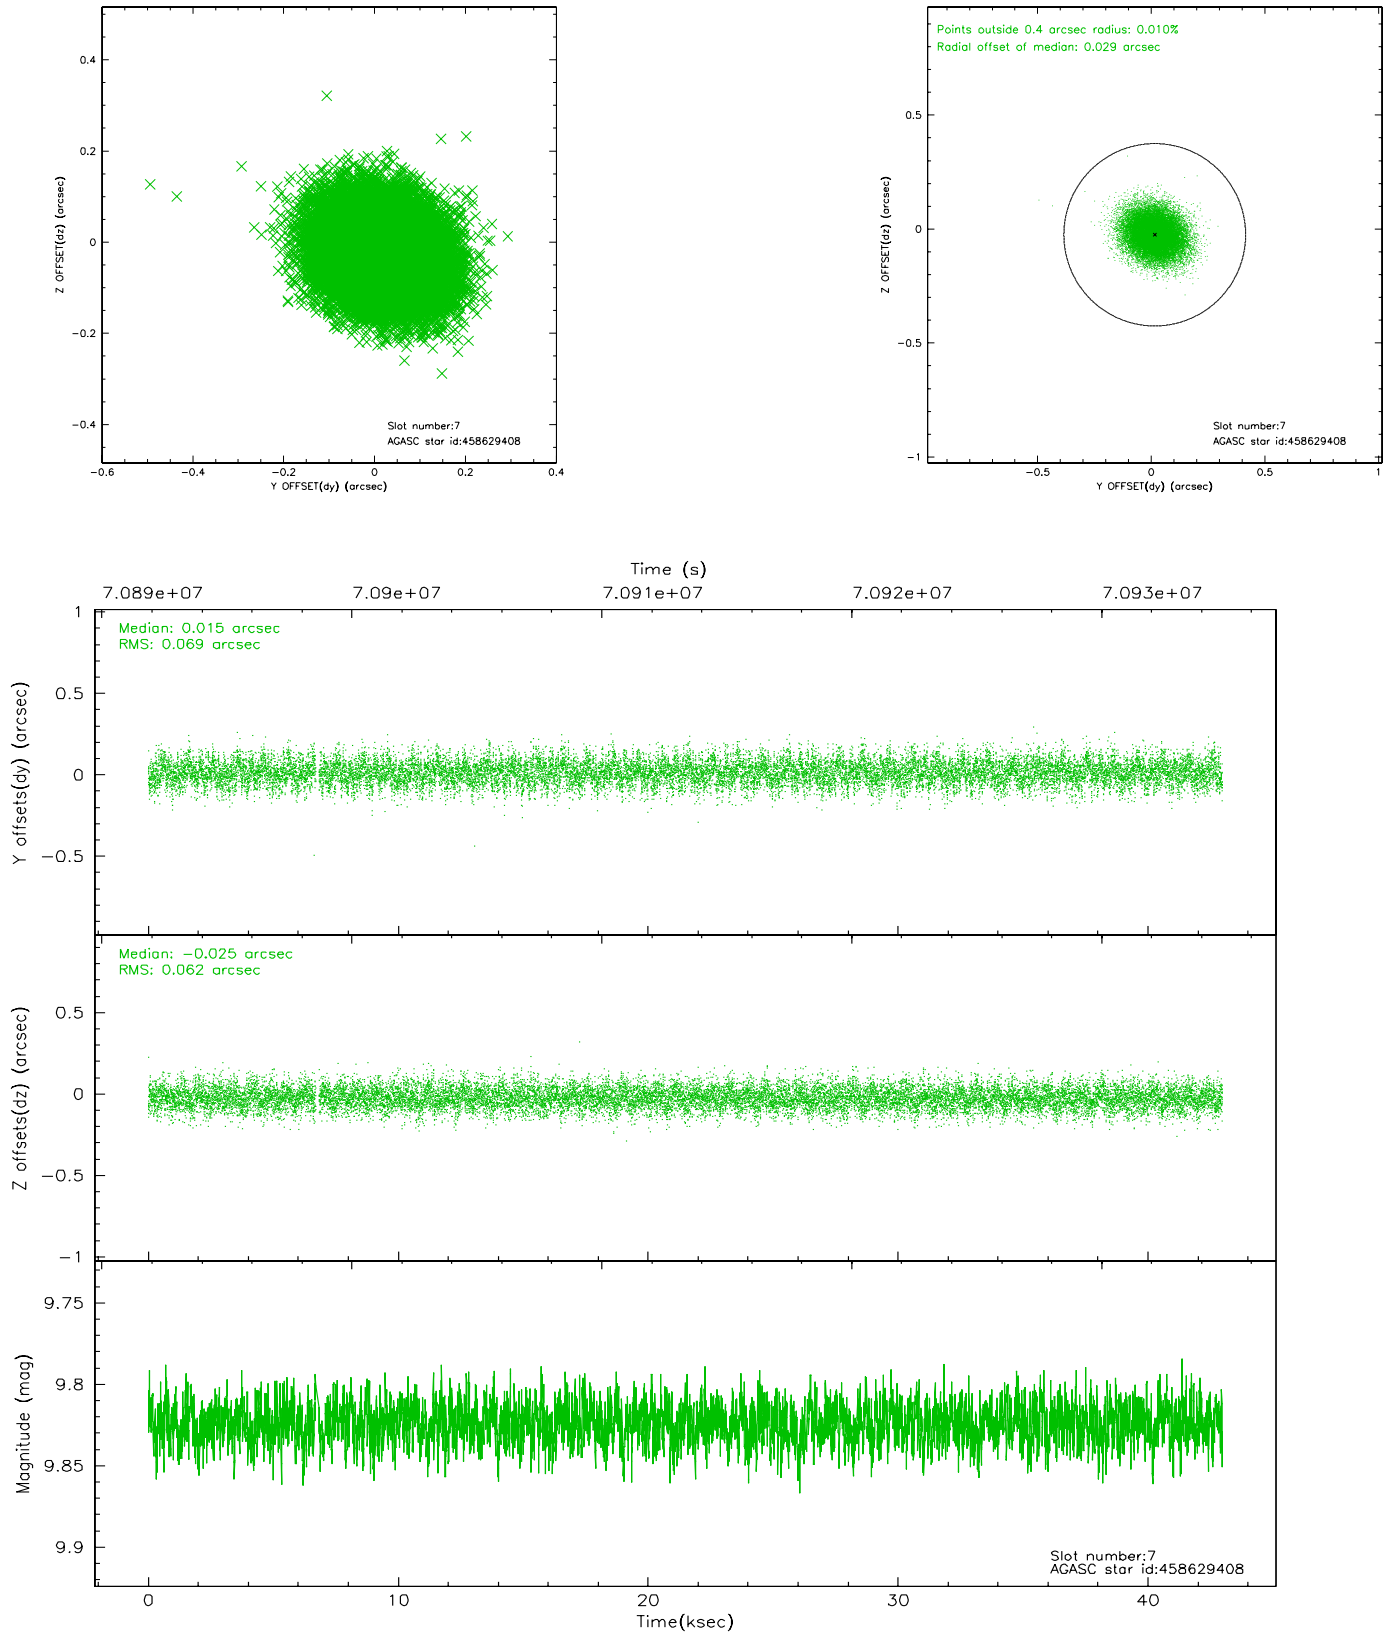 0.4
0.2
0
−0.2
−0.4
−0.6
−0.4
−0.2
0
0.2
0.4
Z OFFSET(dz) (arcsec)
Y OFFSET(dy) (arcsec)
Slot number:7
AGASC star id:458629408
Points outside 0.4 arcsec radius: 0.010%
Radial offset of median: 0.029 arcsec
0.5
0
−0.5
−1
−0.5
0
0.5
1
Z OFFSET(dz) (arcsec)
Y OFFSET(dy) (arcsec)
Slot number:7
AGASC star id:458629408
Time (s)
7.089e+07
7.09e+07
7.091e+07
7.092e+07
7.093e+07
Median: 0.015 arcsec
RMS: 0.069 arcsec
1
0.5
0
−0.5
Y offsets(dy) (arcsec)
Median: −0.025 arcsec
RMS: 0.062 arcsec
0.5
0
−0.5
−1
Z offsets(dz) (arcsec)
9.75
9.8
9.85
9.9
Magnitude (mag)
Slot number:7
AGASC star id:458629408
0
10
20
30
40
Time(ksec)